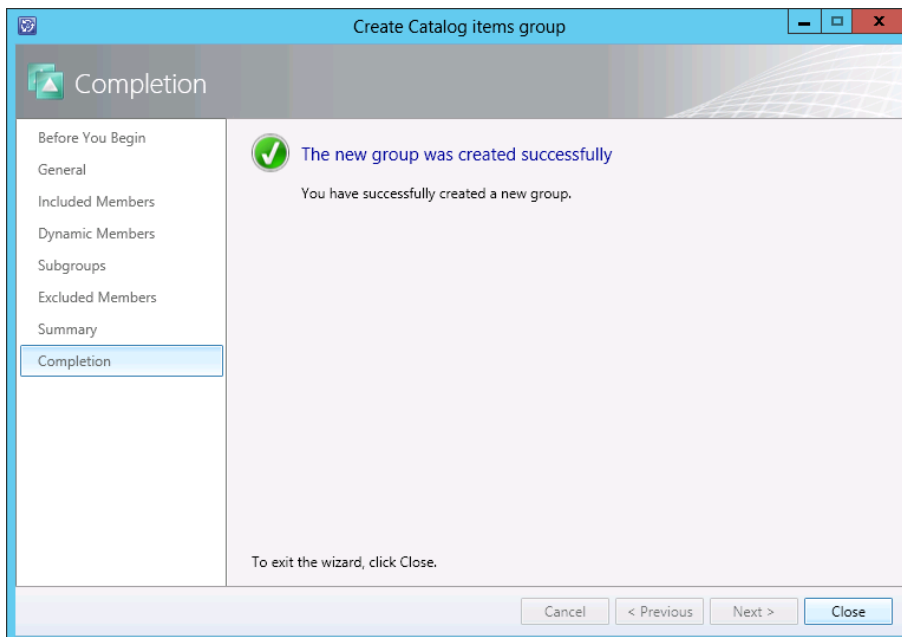 Create Catalog items group
Completion
Before You Begin
General
Included Members
Dynamic Members
Subgroups
Excluded Members
Summary
Completion
The new group was created successfully
You have successfully created a new group.
To exit the wizard, click Close.
Cancel
< Previous
Next >
Close